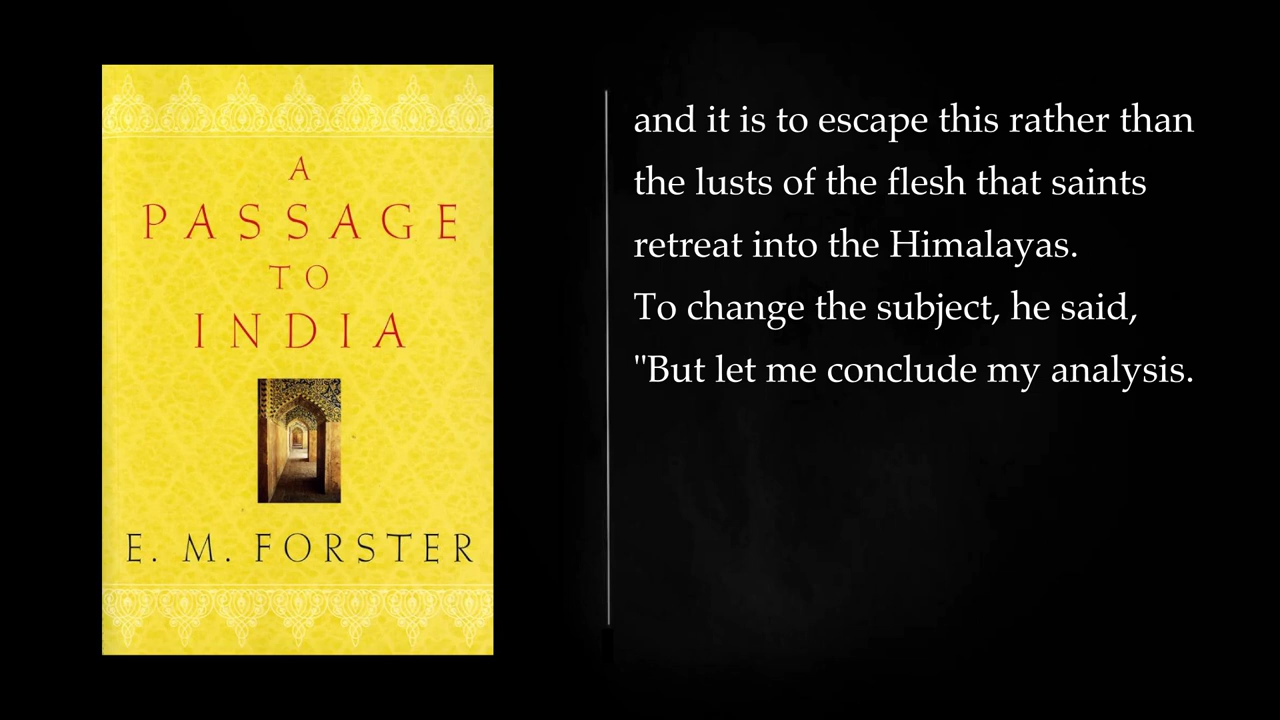 A
PASSAGE
TO
INDIA
E. M. FORSTER
and it is to escape this rather than
the lusts of the flesh that saints
retreat into the Himalayas.
To change the subject, he said,
"But let me conclude my analysis.